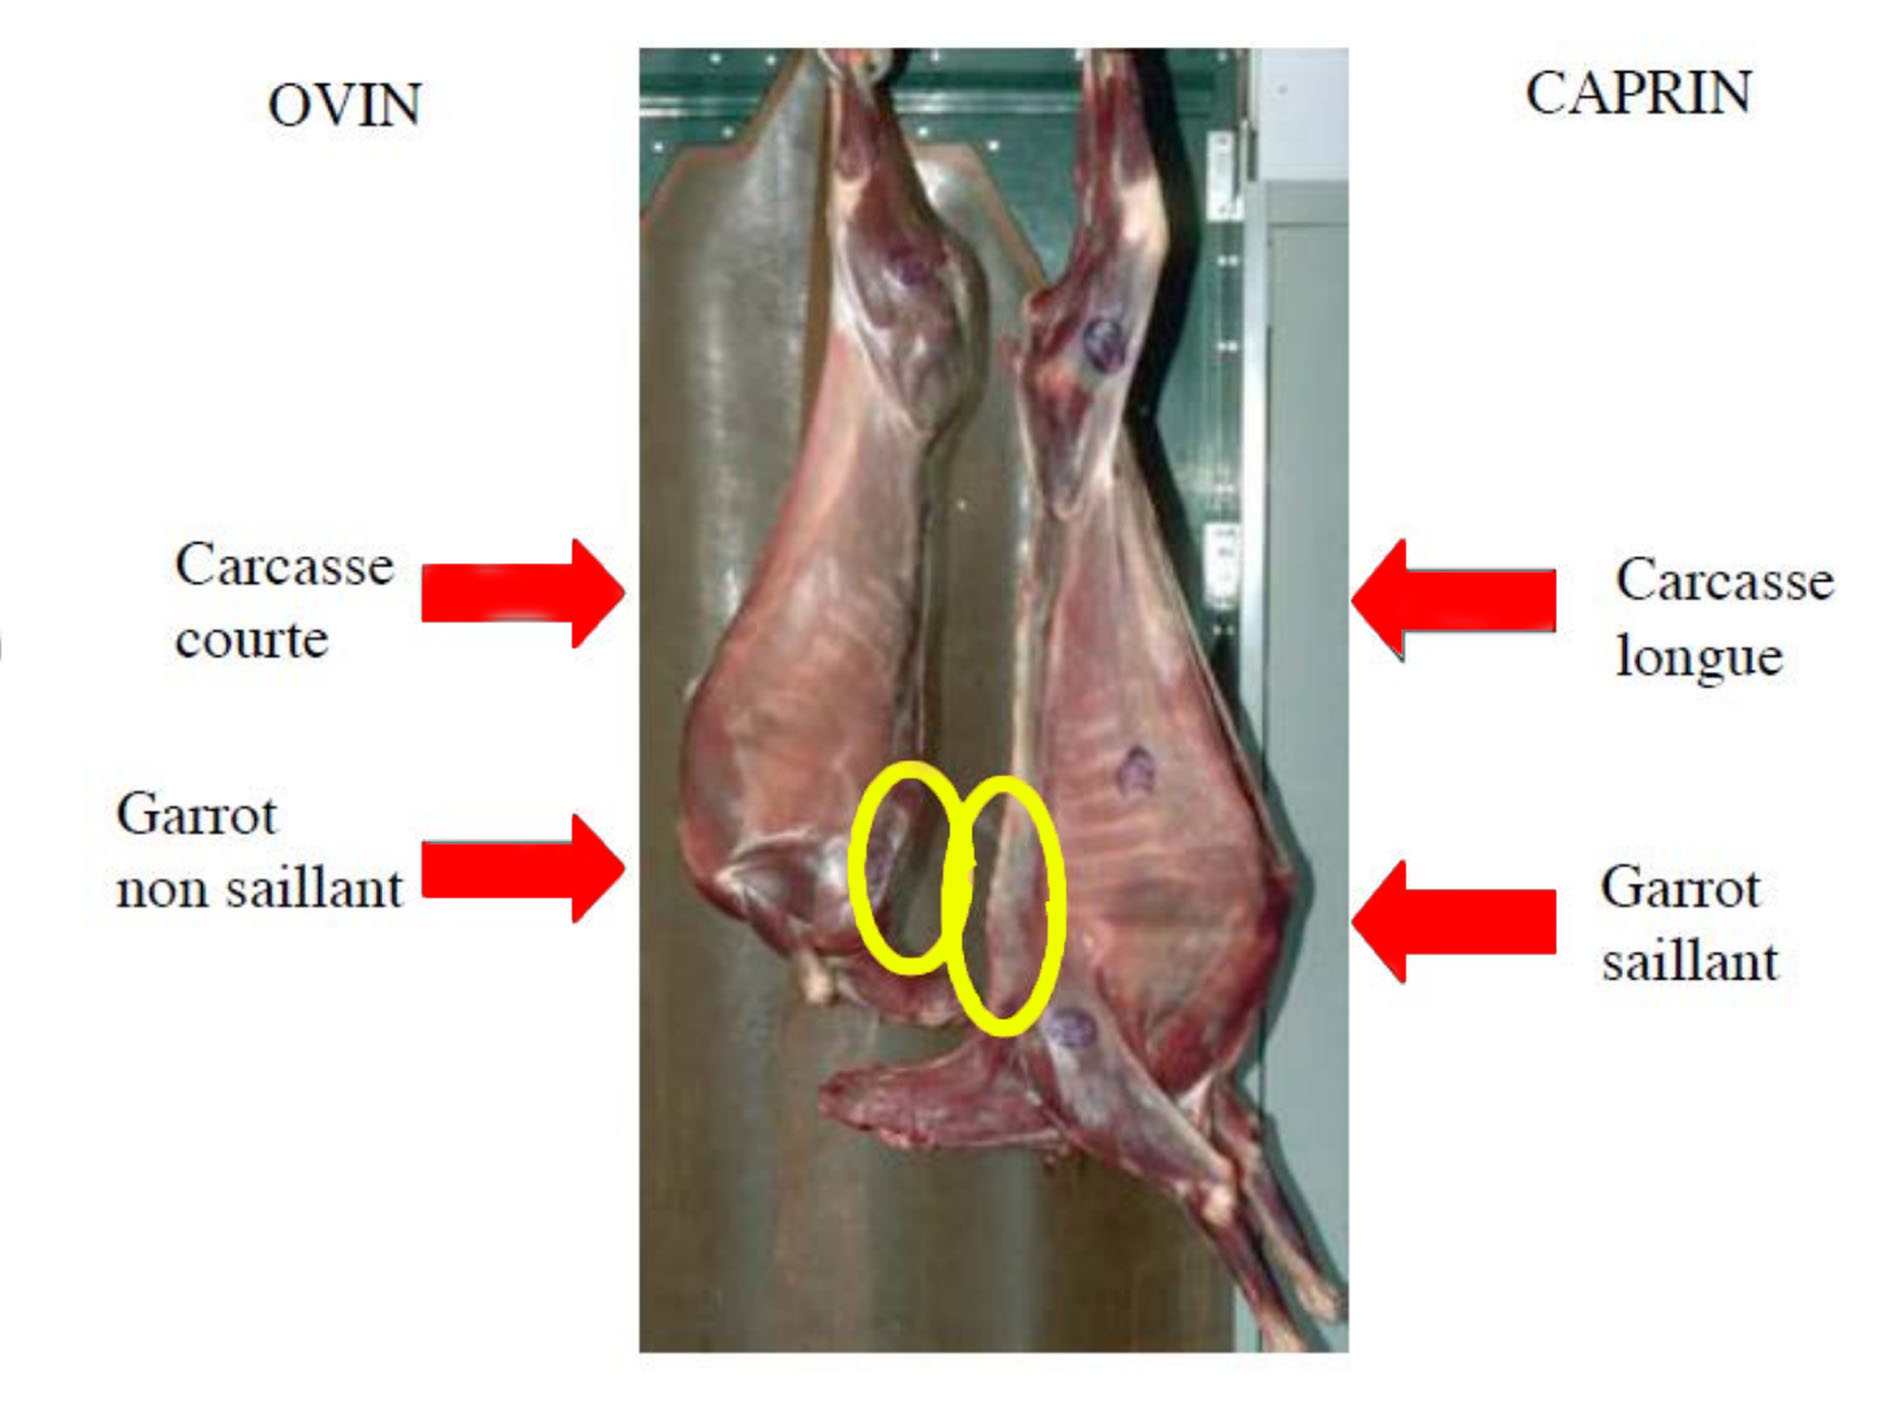 OVIN
CAPRIN
Carcasse
courte
Carcasse
longue
Garrot
non saillant
Garrot
saillant